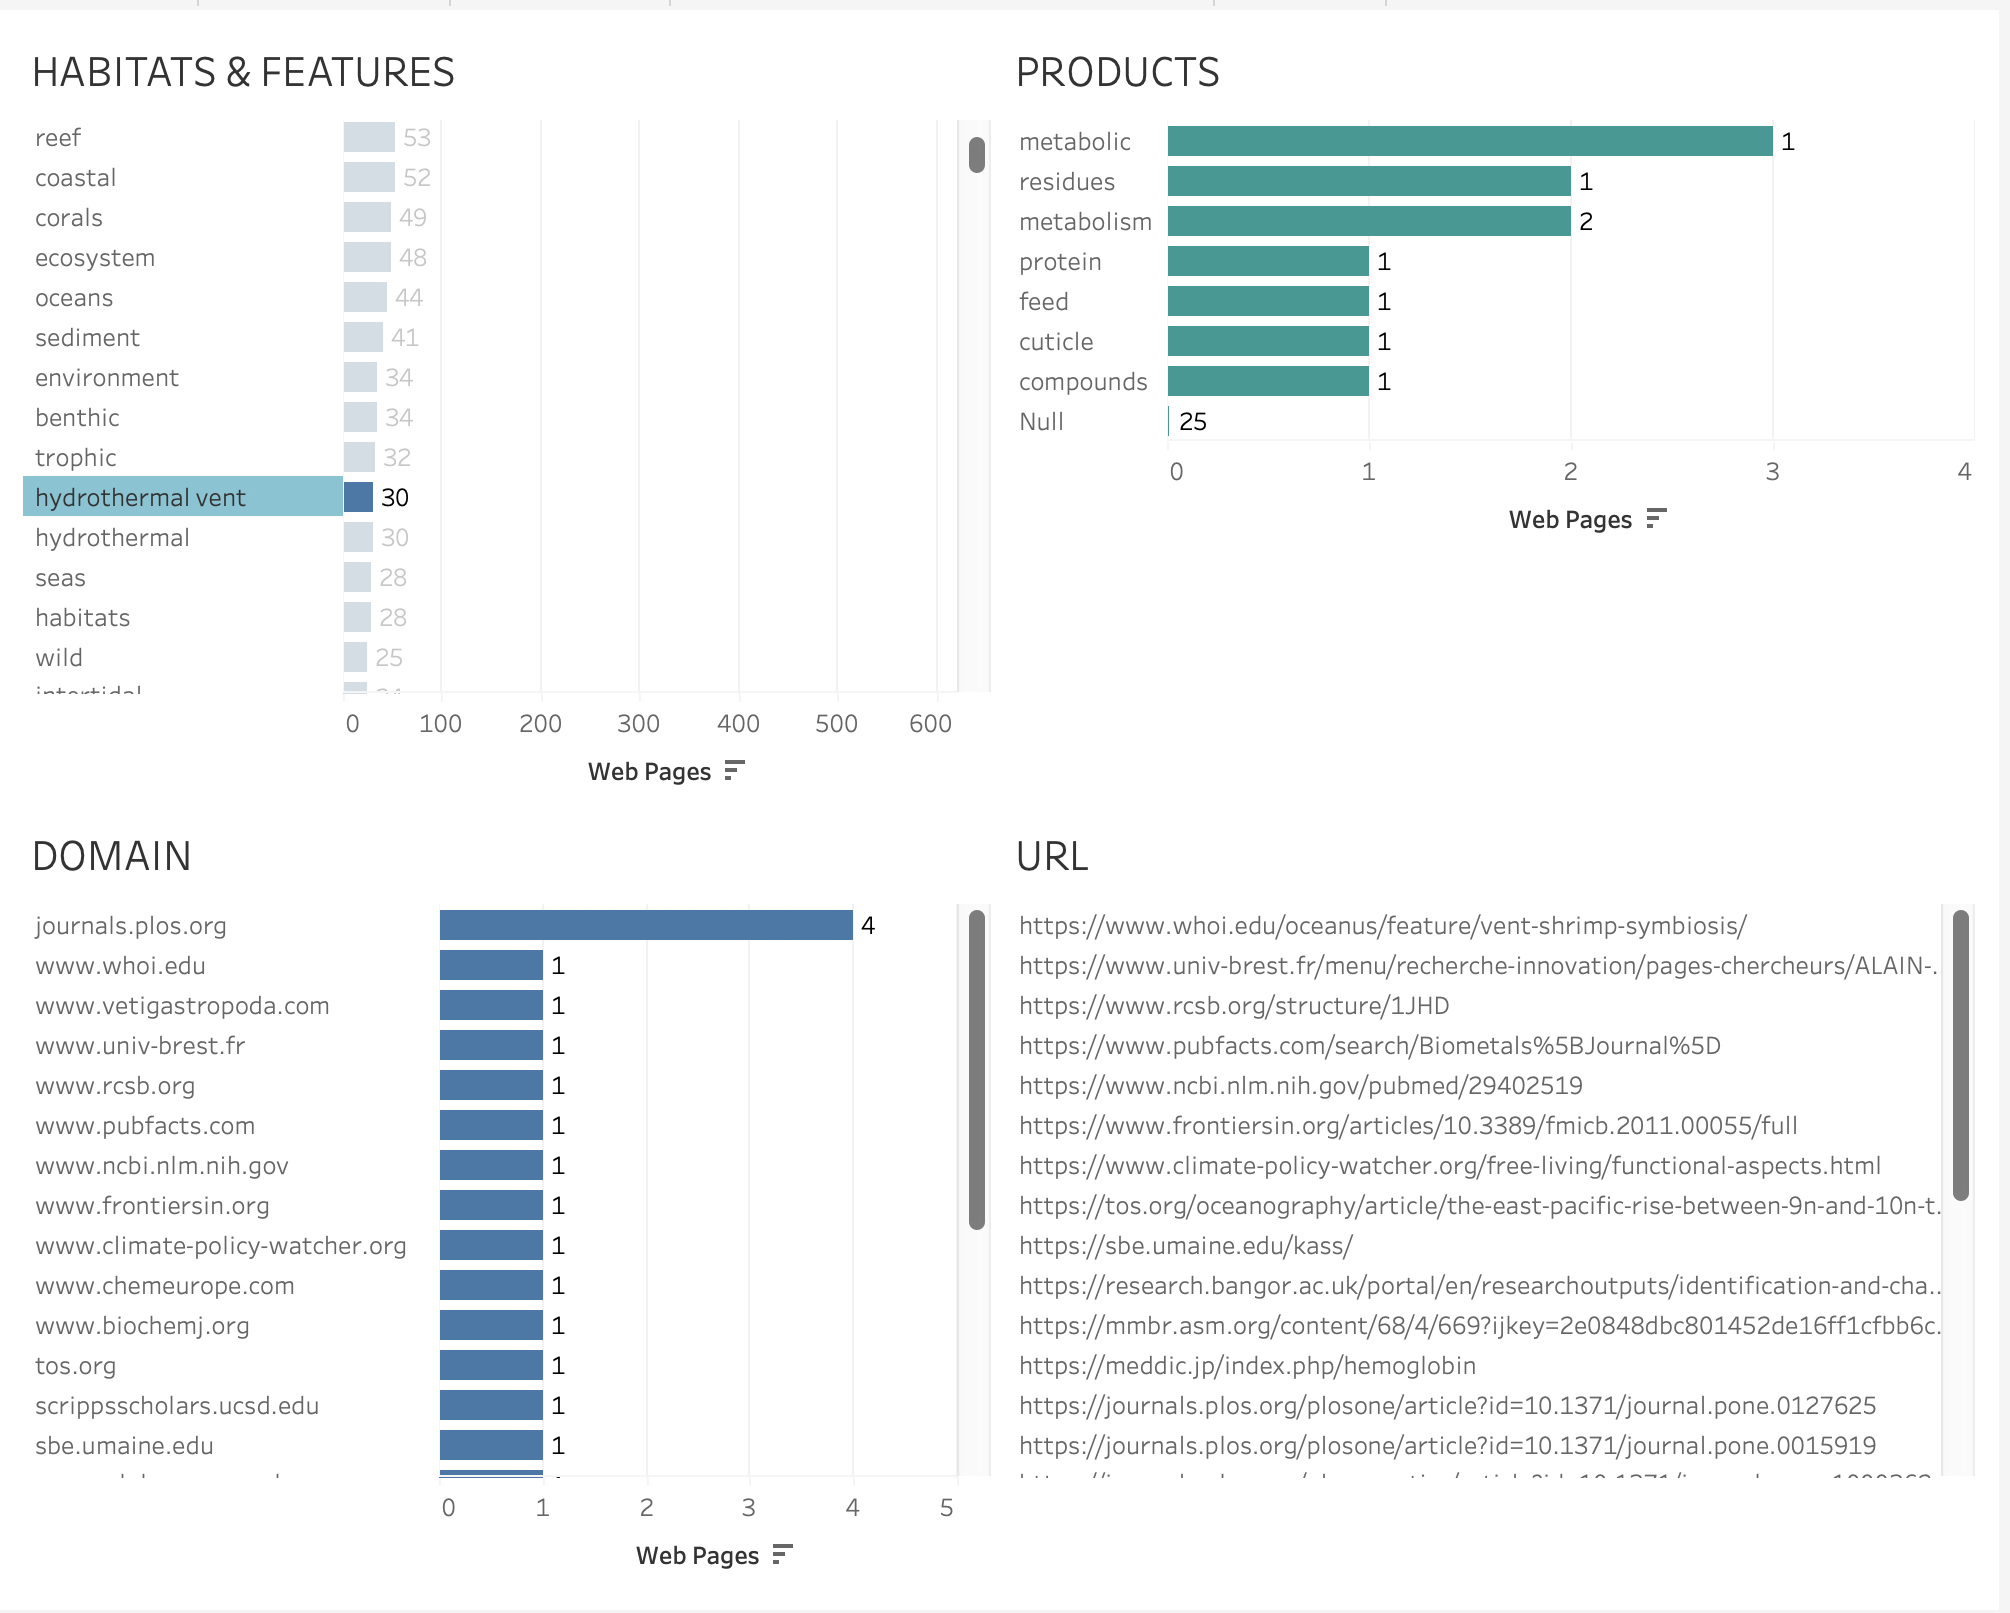 HABITATS & FEATURES
reef 53
coastal 52
corals 49
ecosystem 48
oceans 44
sediment 41
environment 34
benthic 34
trophic 32
hydrothermal vent 30
hydrothermal 30
seas 28
habitats 28
wild 25
intertidal 24
0 100 200 300 400 500 600
Web Pages
PRODUCTS
metabolic 1
residues 1
metabolism 2
protein 1
feed 1
cuticle 1
compounds 1
Null 25
0 1 2 3 4
Web Pages
DOMAIN
journals.plos.org 4
www.whoi.edu 1
www.vetigastropoda.com 1
www.univ-brest.fr 1
www.rcsb.org 1
www.pubfacts.com 1
www.ncbi.nlm.nih.gov 1
www.frontiersin.org 1
www.climate-policy-watcher.org 1
www.chemeurope.com 1
www.biochemj.org 1
tos.org 1
scrippsscholars.ucsd.edu 1
sbe.umaine.edu 1
0 1 2 3 4 5
Web Pages
URL
https://www.whoi.edu/oceanus/feature/vent-shrimp-symbiosis/
https://www.univ-brest.fr/menu/recherche-innovation/pages-chercheurs/ALAIN-.
https://www.rcsb.org/structure/1JHD
https://www.pubfacts.com/search/Biometals%5BJournal%5D
https://www.ncbi.nlm.nih.gov/pubmed/29402519
https://www.frontiersin.org/articles/10.3389/fmicb.2011.00055/full
https://www.climate-policy-watcher.org/free-living/functional-aspects.html
https://tos.org/oceanography/article/the-east-pacific-rise-between-9n-and-10n-t.
https://sbe.umaine.edu/kass/
https://research.bangor.ac.uk/portal/en/researchoutputs/identification-and-cha..
https://mmbr.asm.org/content/68/4/669?ijkey=2e0848dbc801452de16ff1cfbb6c.
https://meddic.jp/index.php/hemoglobin
https://journals.plos.org/plosone/article?id=10.1371/journal.pone.0127625
https://journals.plos.org/plosone/article?id=10.1371/journal.pone.0015919